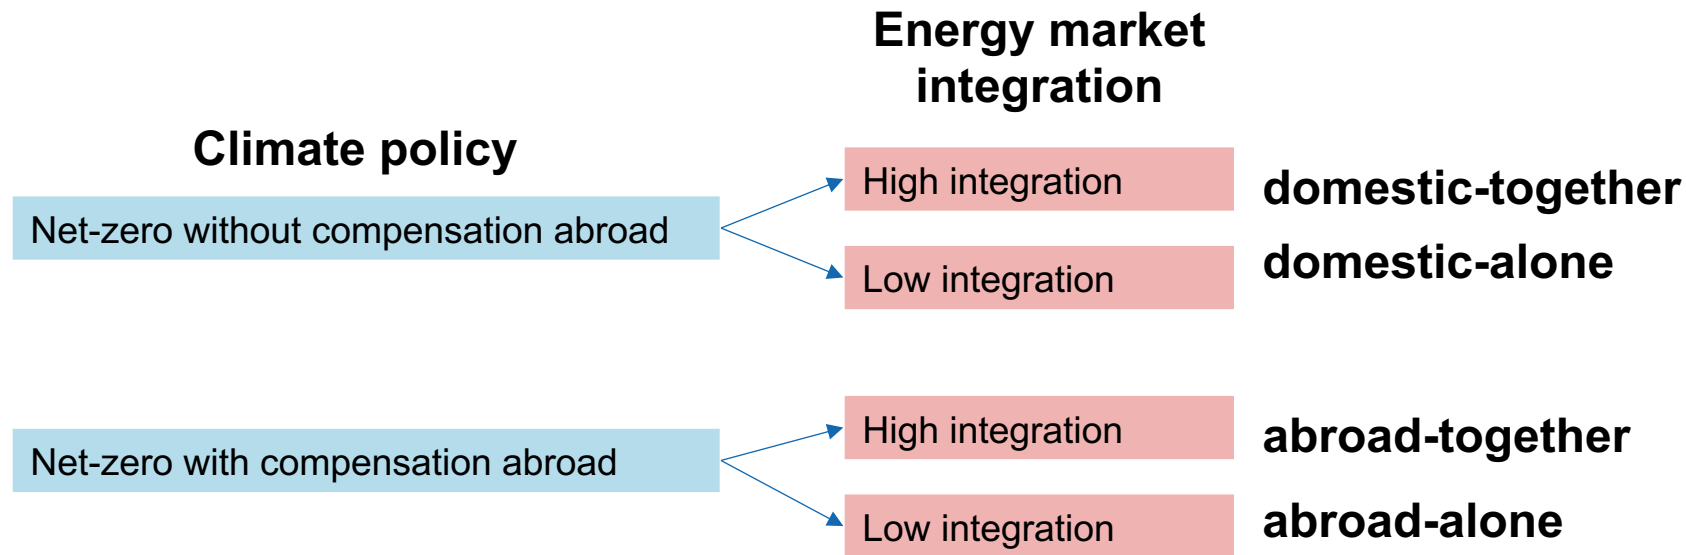 Energy market
integration
Climate policy
High integration
domestic-together
Net-zero without compensation abroad
Low integration
domestic-alone
High integration
abroad-together
Net-zero with compensation abroad
Low integration
abroad-alone